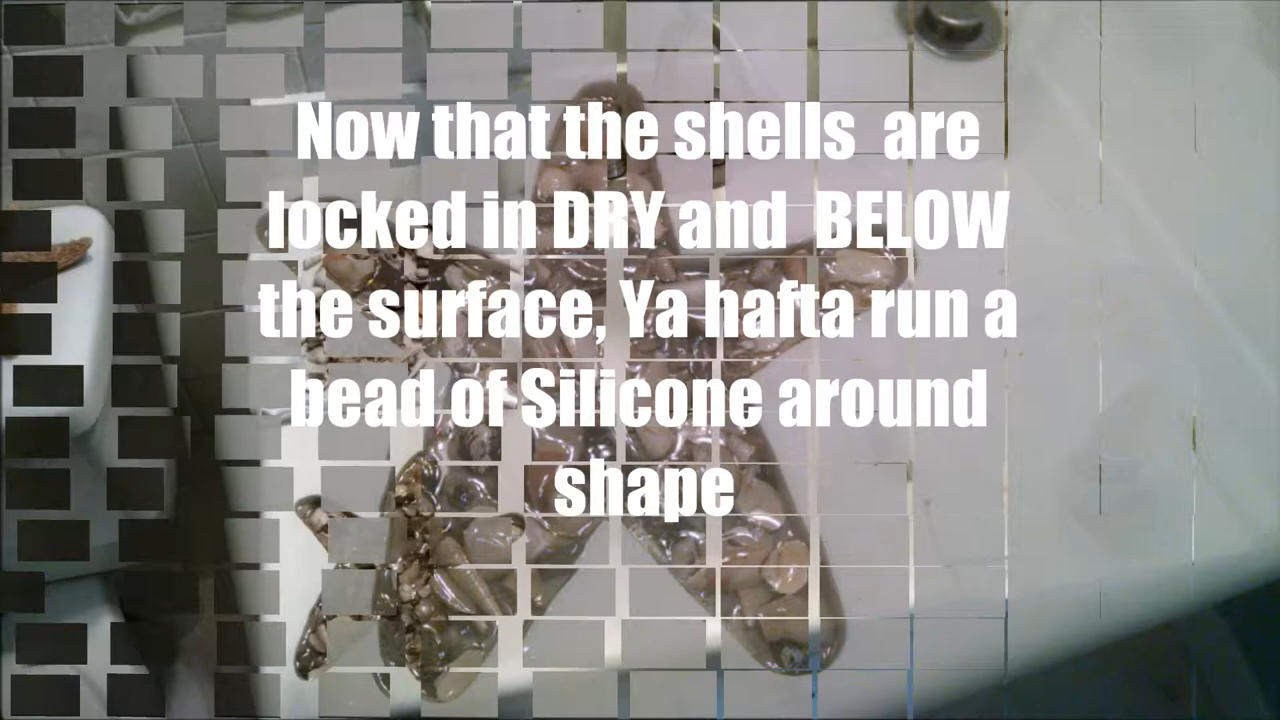 Now that the shells  are
locked in DRY and  BELOW
the surface, Ya hafta run a
bead of Silicone around
shape